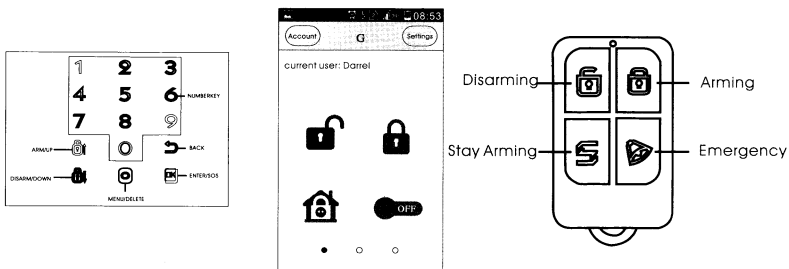 1 2 3
4 5 6 NUMBERKEY
7 8 9
ARM/UP 0 BACK
DISARM/DOWN OK ENTER/SOS
MENU/DELETE
08:53
Account G Settings
current user: Darrel
OFF
Disarming Arming
Stay Arming Emergency